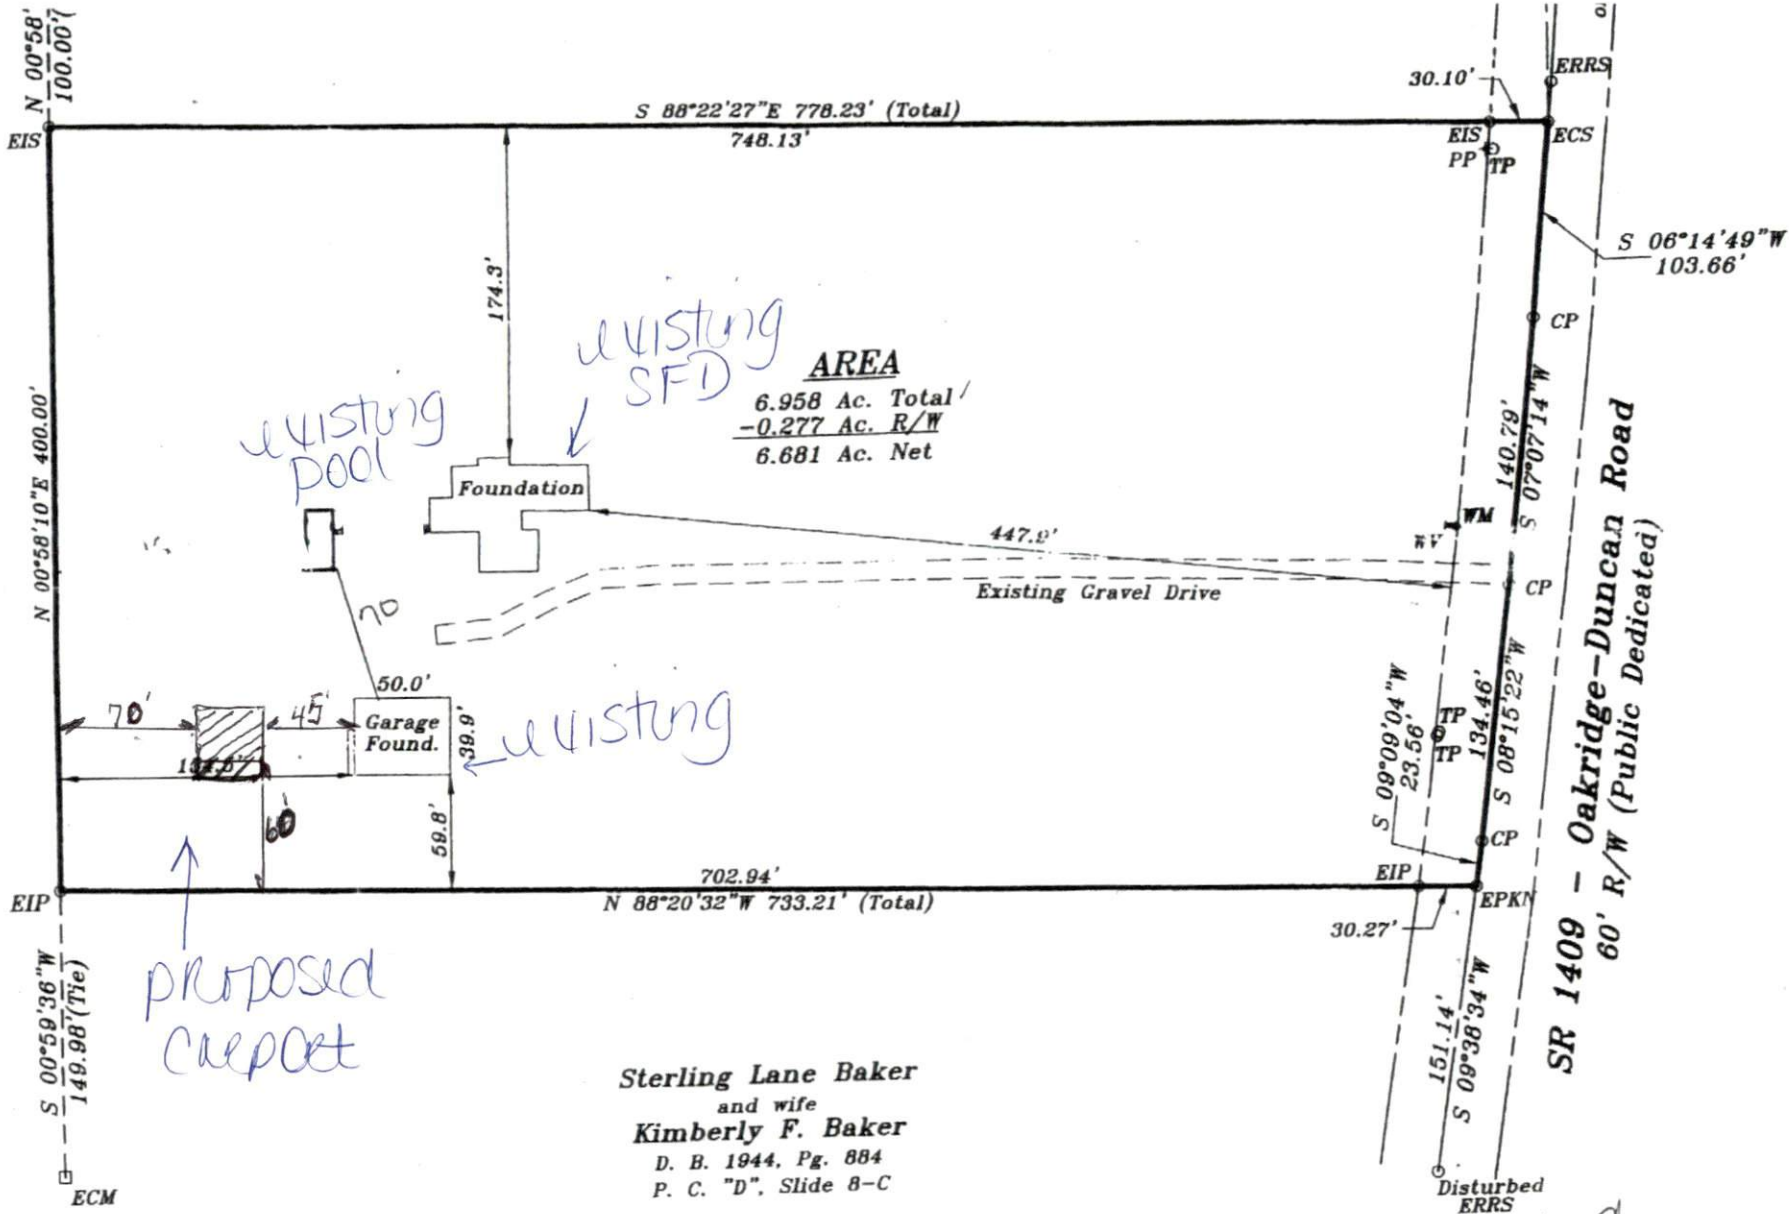 N 00°58'
100.00'(
30.10'
ERRS
S 88°22'27"E 778.23' (Total)
748.13'
EIS
EIS
ECS
PP
TP
S 06°14'49"W
103.66'
174.3'
existing
SFD
CP
AREA
6.958 Ac. Total
-0.277 Ac. R/W
6.681 Ac. Net
existing
pool
N 00°58'10"E 400.00'
Foundation
140.79'
S 07°07'14"W
447.9'
WM
WV
Existing Gravel Drive
CP
70
50.0'
70'
45'
Garage
Found.
39.9'
existing
60'
59.8'
S 09°09'04"W
23.56'
TP
TP
134.46'
S 08°15'22"W
CP
SR 1409 - Oakridge-Duncan Road
60' R/W (Public Dedicated)
EIP
702.94'
N 88°20'32"W 733.21' (Total)
EIP
EPKN
30.27'
proposed
carport
S 00°59'36"W
149.98'(Tie)
151.14'
S 09°38'34"W
Sterling Lane Baker
and wife
Kimberly F. Baker
D. B. 1944, Pg. 884
P. C. "D", Slide 8-C
ECM
Disturbed
ERRS